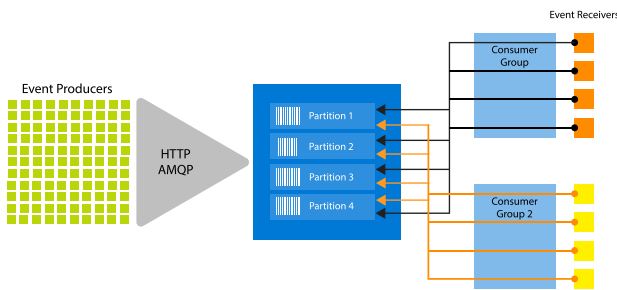 Event Receivers
Consumer
Group
Event Producers
HTTP
AMQP
Partition 1
Partition 2
Partition 3
Partition 4
Consumer
Group 2